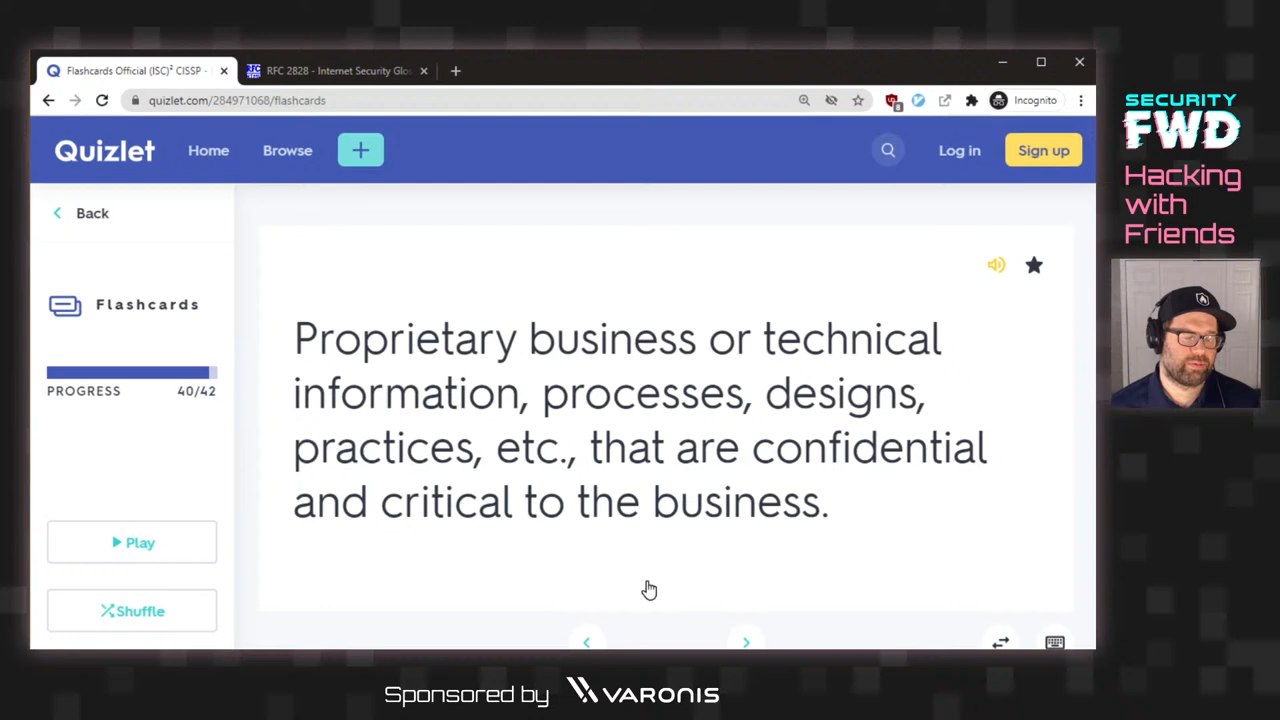 Flashcards Official (ISC)² CISSP -
RFC 2828 - Internet Security Glos
quizlet.com/284971068/flashcards
8
Incognito
Quizlet
Home
Browse
Log in
Sign up
Back
Flashcards
PROGRESS 40/42
Play
Shuffle
Proprietary business or technical
information, processes, designs,
practices, etc., that are confidential
and critical to the business.
SECURITY
FWD
Hacking
with
Friends
Sponsored by VARONIS